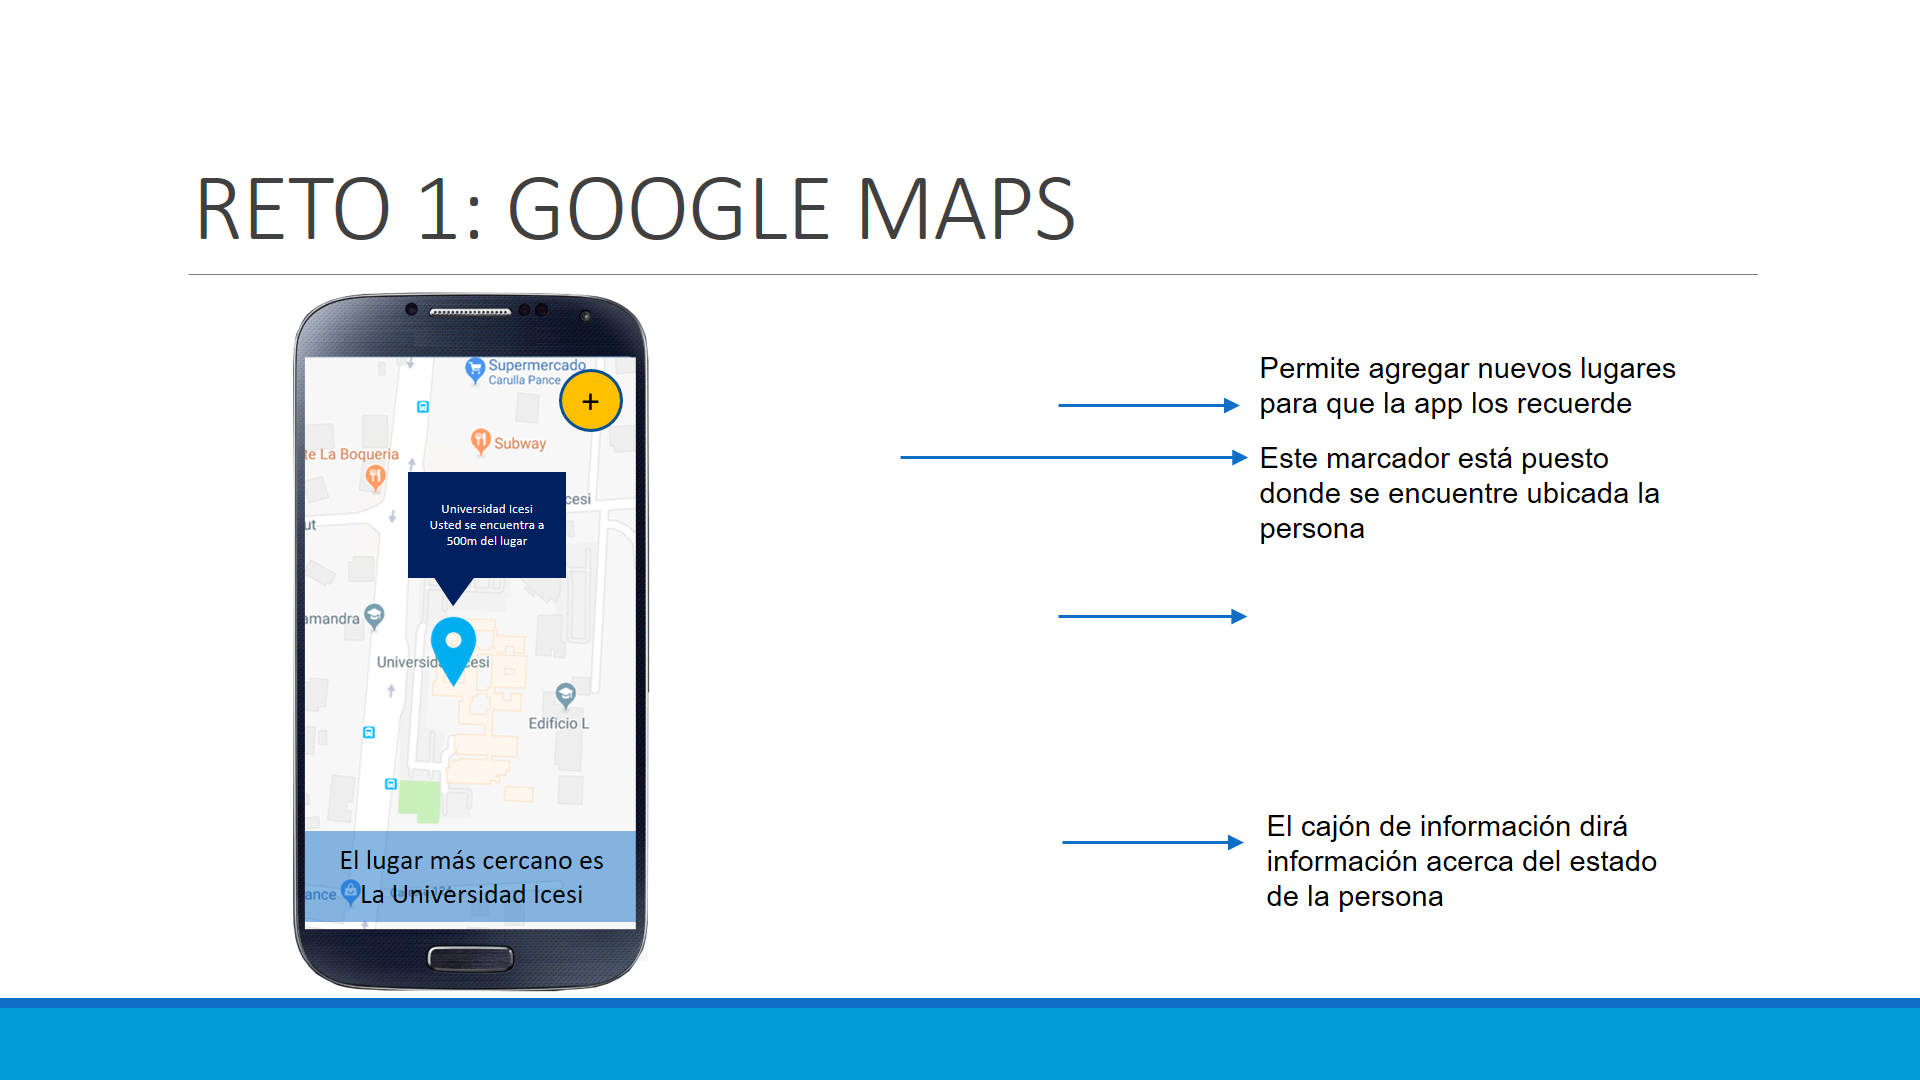 RETO 1: GOOGLE MAPS
Supermercado
Carulla Pance
+
Subway
te La Boqueria
cesi
ut
Universidad Icesi
Usted se encuentra a
500m del lugar
amandra
Universid cesi
Edificio L
El lugar más cercano es
ance
La Universidad Icesi
Permite agregar nuevos lugares
para que la app los recuerde
Este marcador está puesto
donde se encuentre ubicada la
persona
El cajón de información dirá
información acerca del estado
de la persona